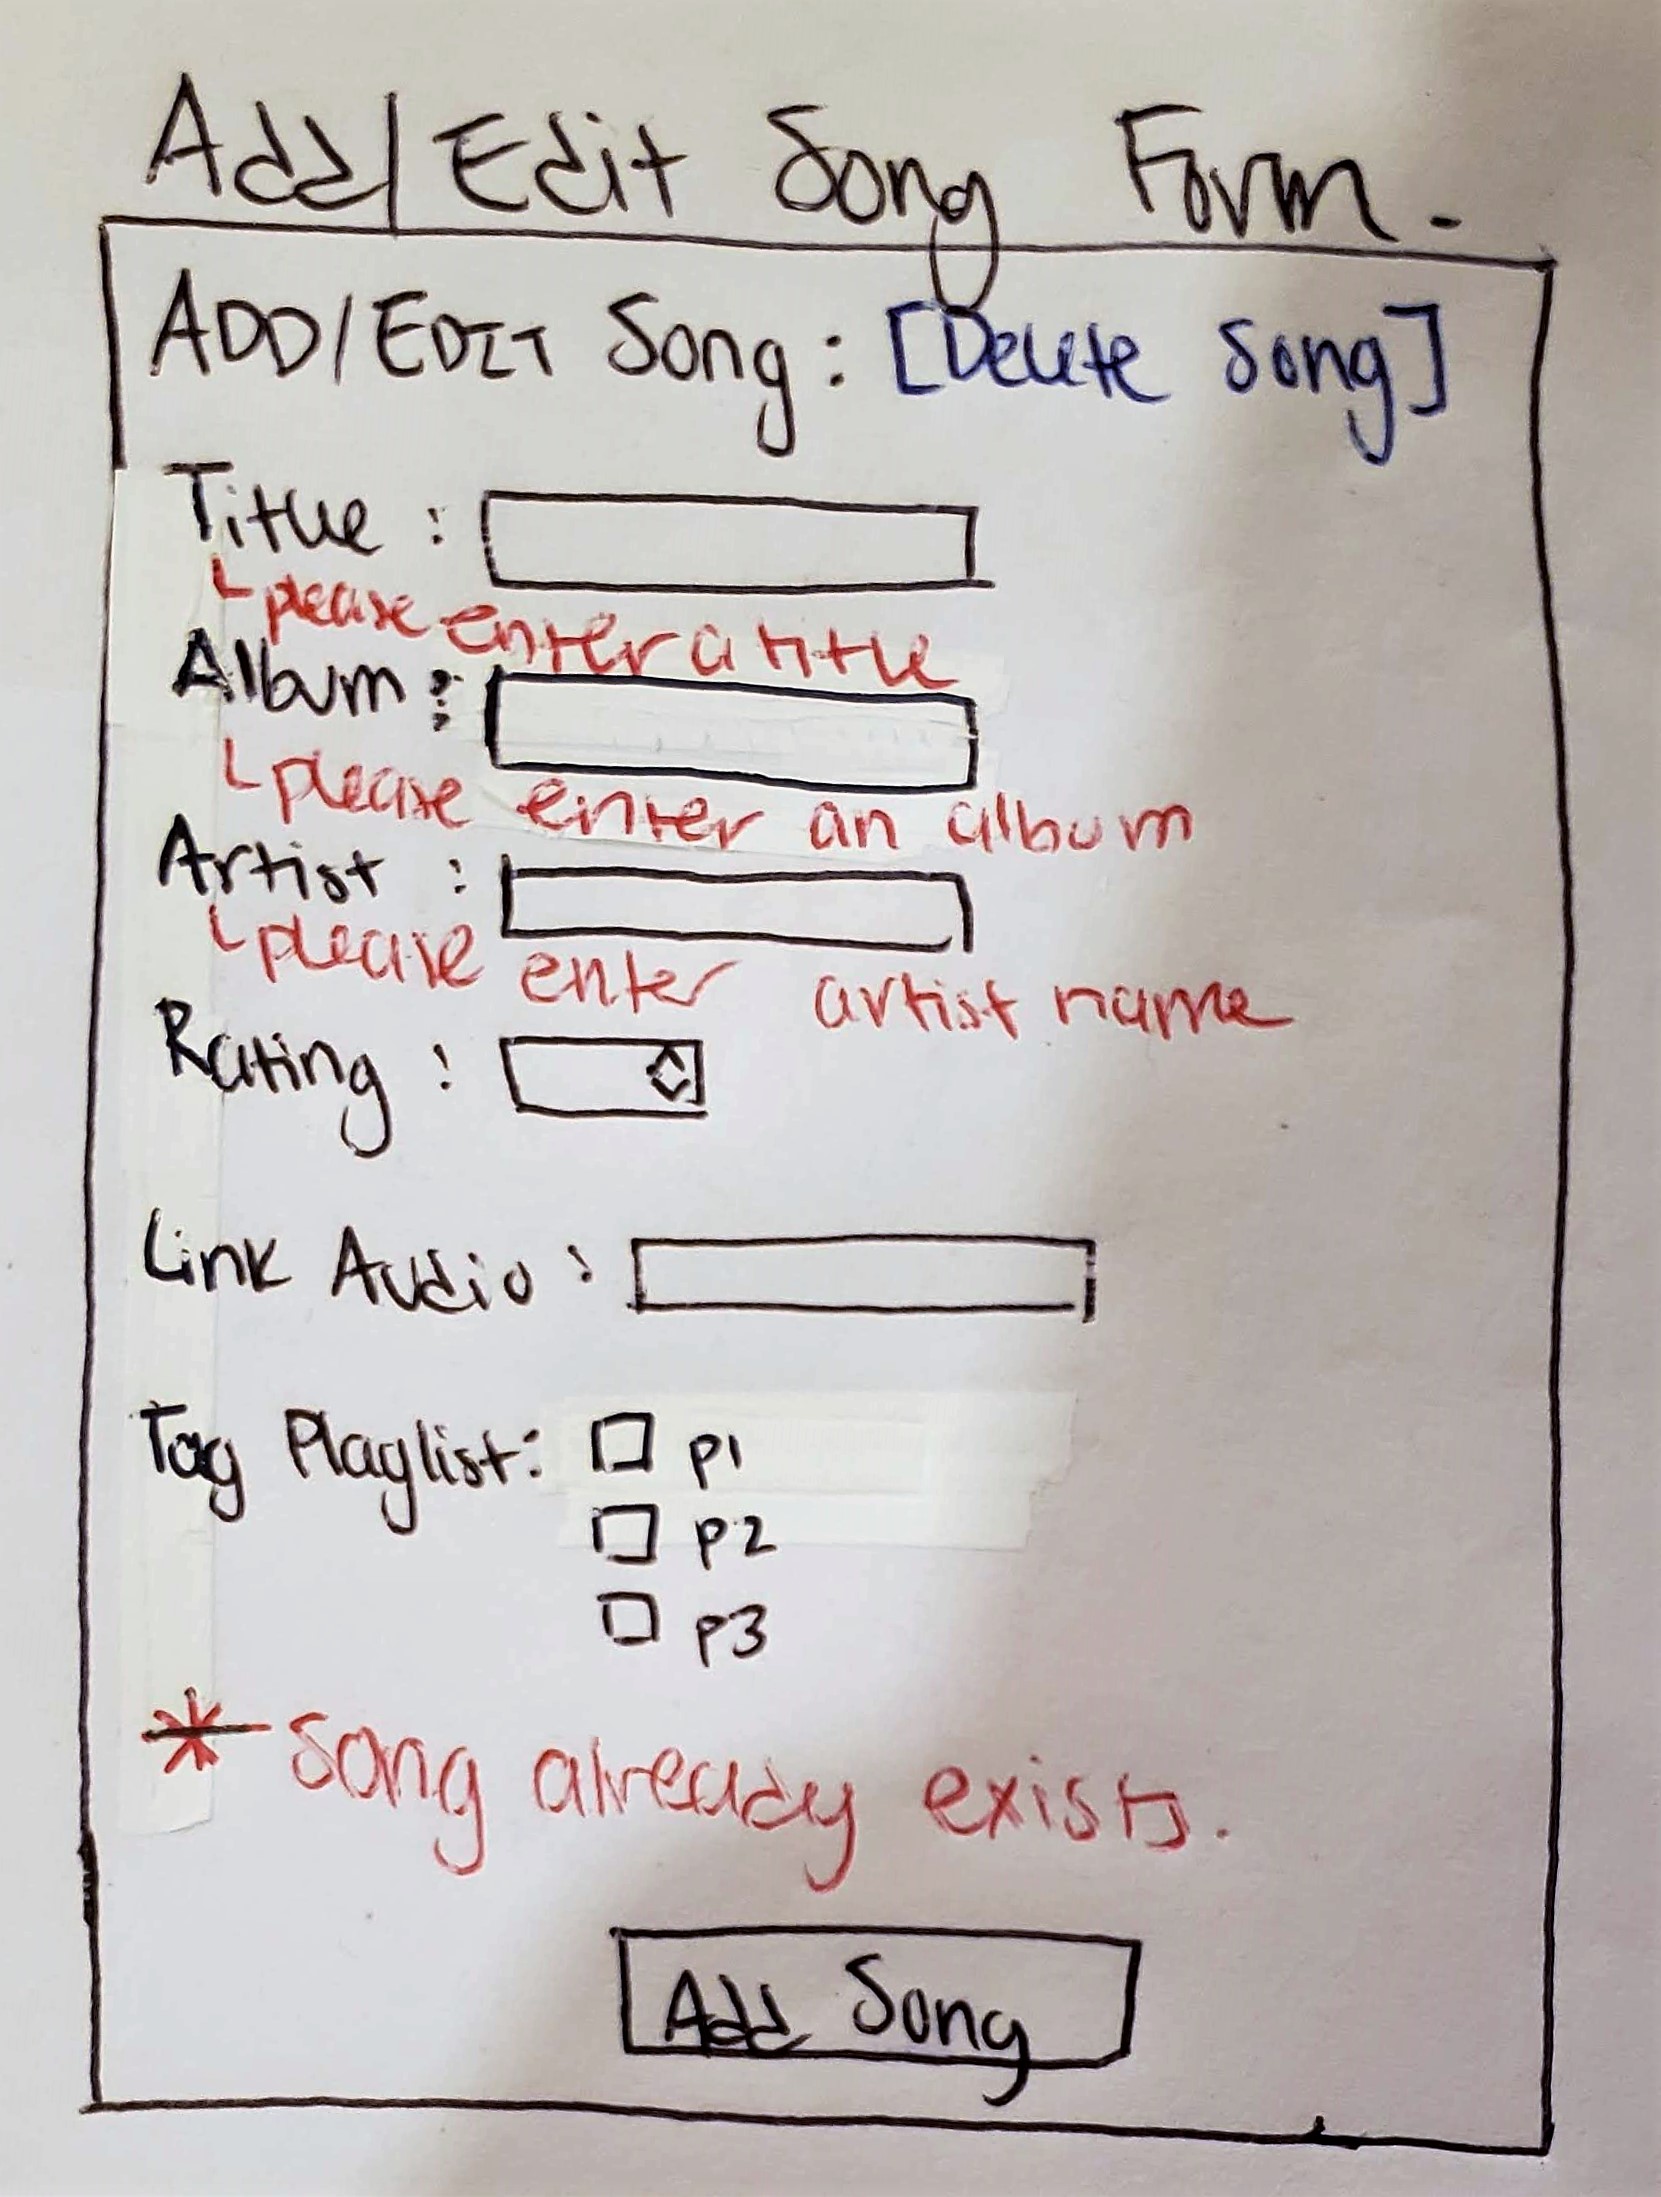 Add/Edit Song Form.
ADD/EDIT Song: [Delete Song]
Title:
please enter a title
Album:
please enter an album
Artist:
please enter artist name
Rating:
Link Audio:
Tag Playlist: p1
p2
p3
* Song already exists.
Add Song